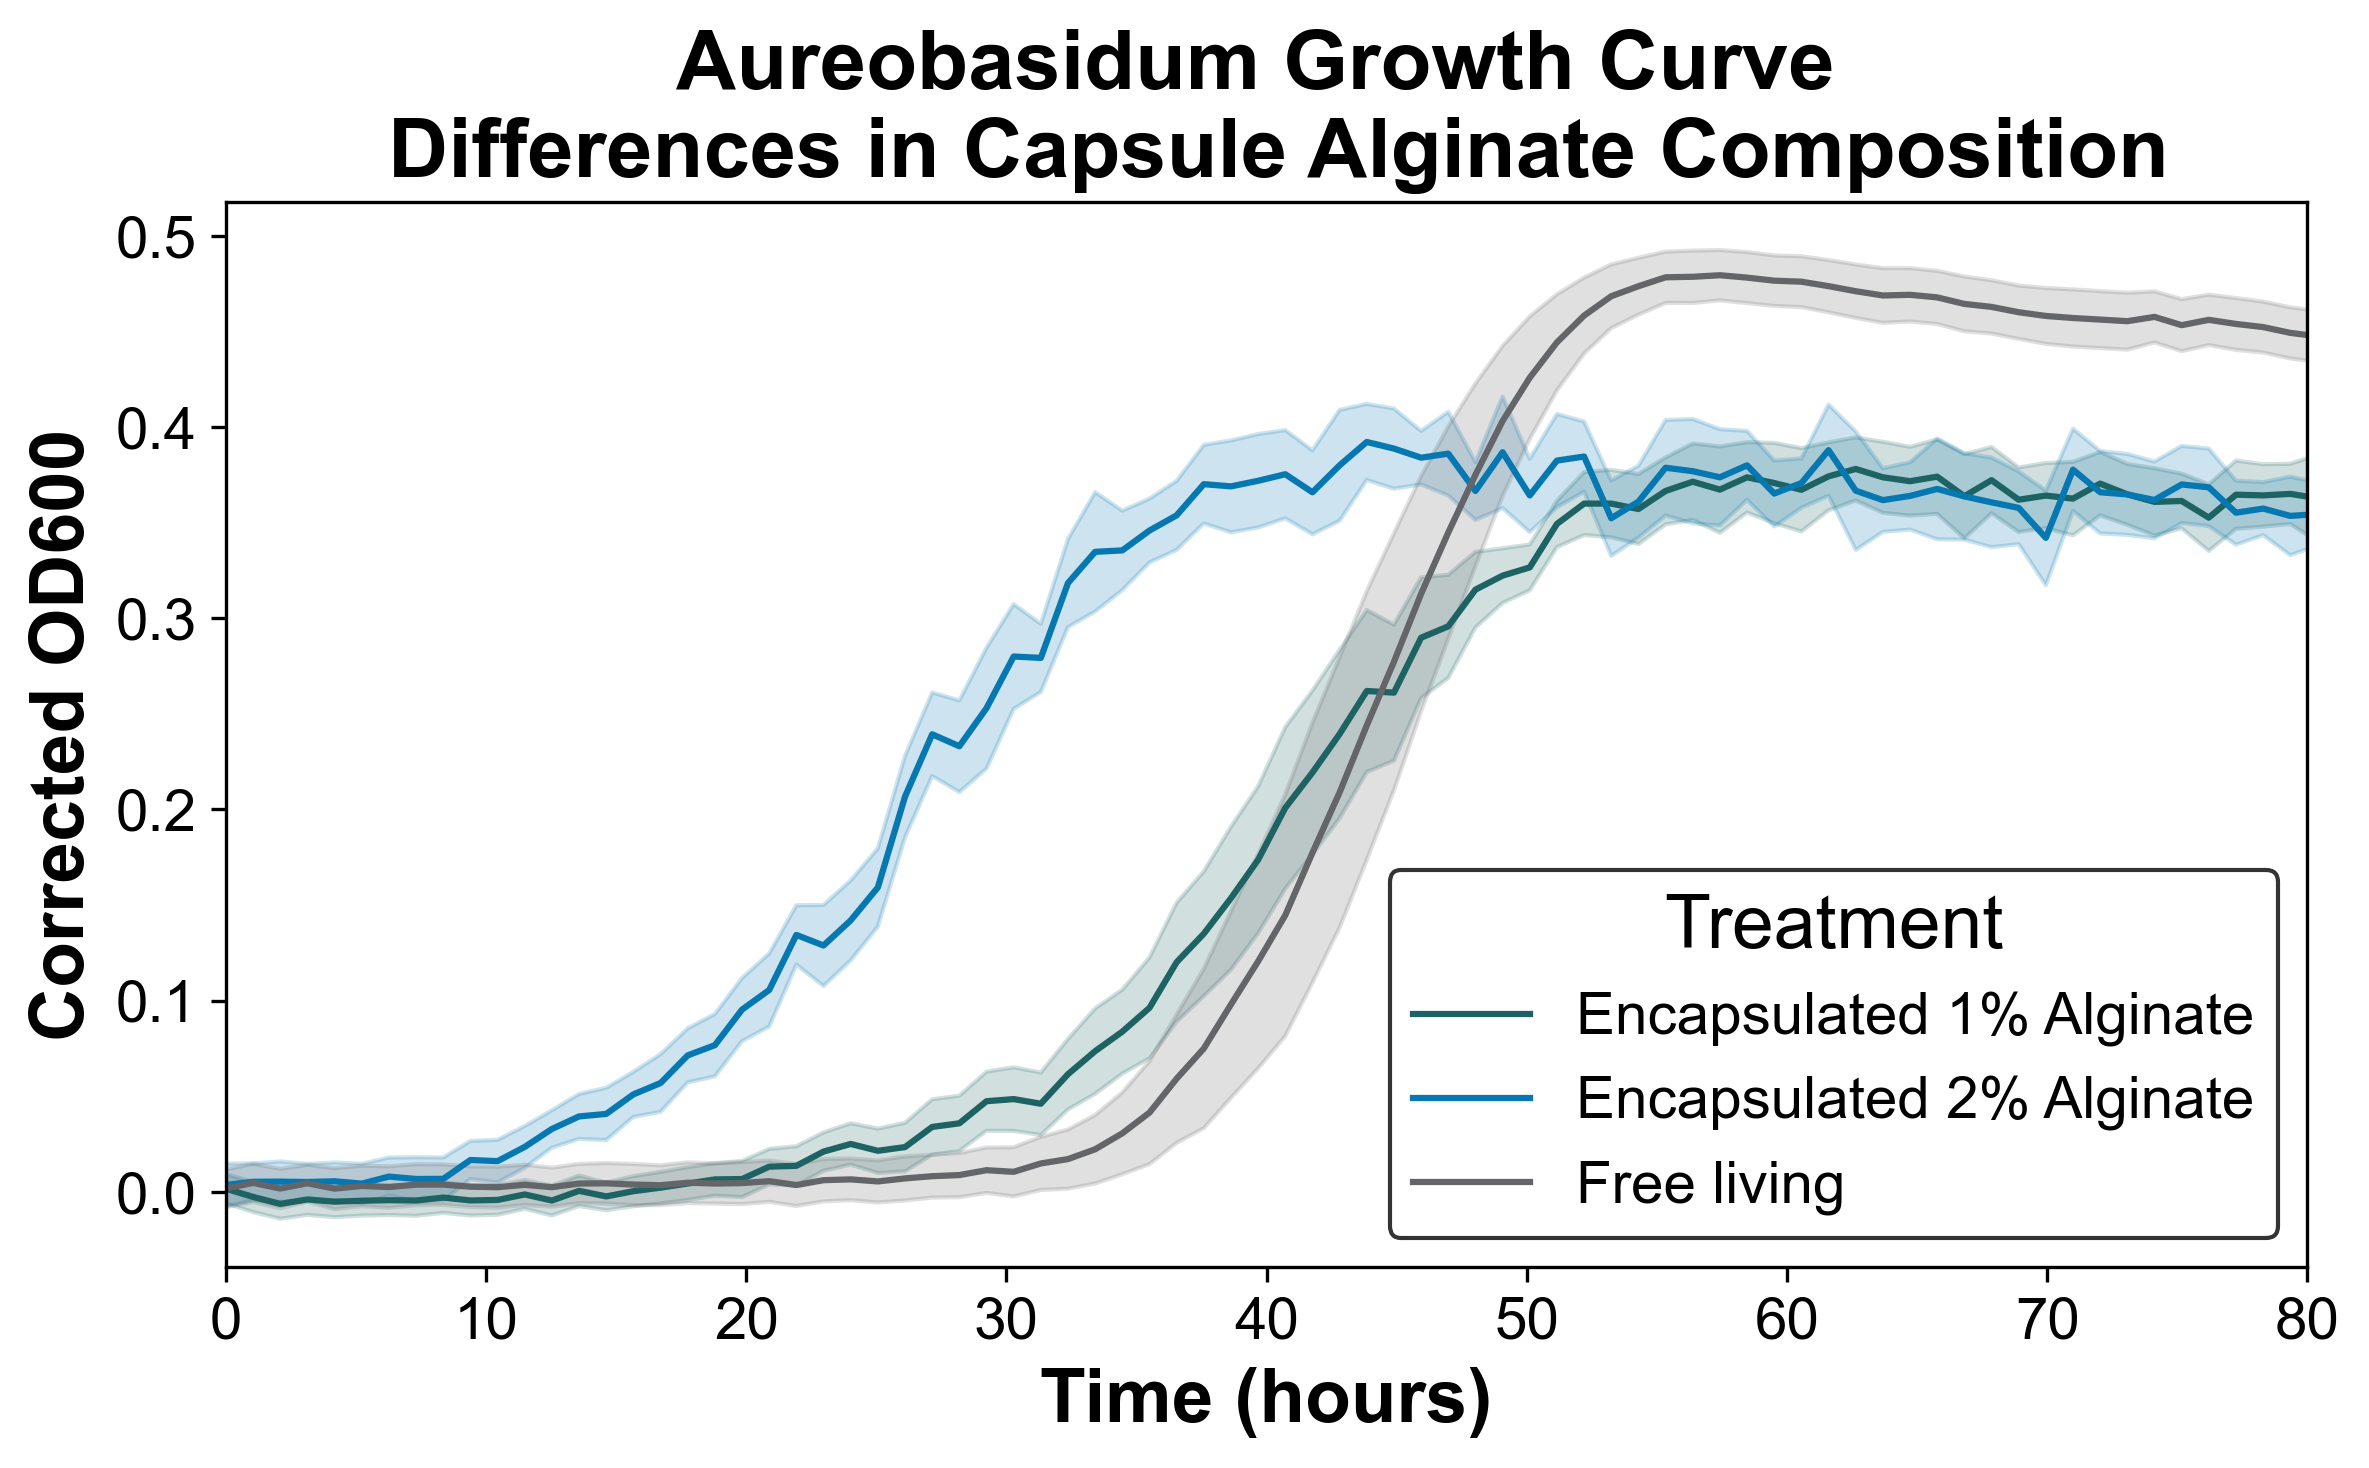 Aureobasidum Growth Curve
Differences in Capsule Alginate Composition
Corrected OD600
0.5
0.4
0.3
0.2
0.1
0.0
Treatment
Encapsulated 1% Alginate
Encapsulated 2% Alginate
Free living
0 10 20 30 40 50 60 70 80
Time (hours)